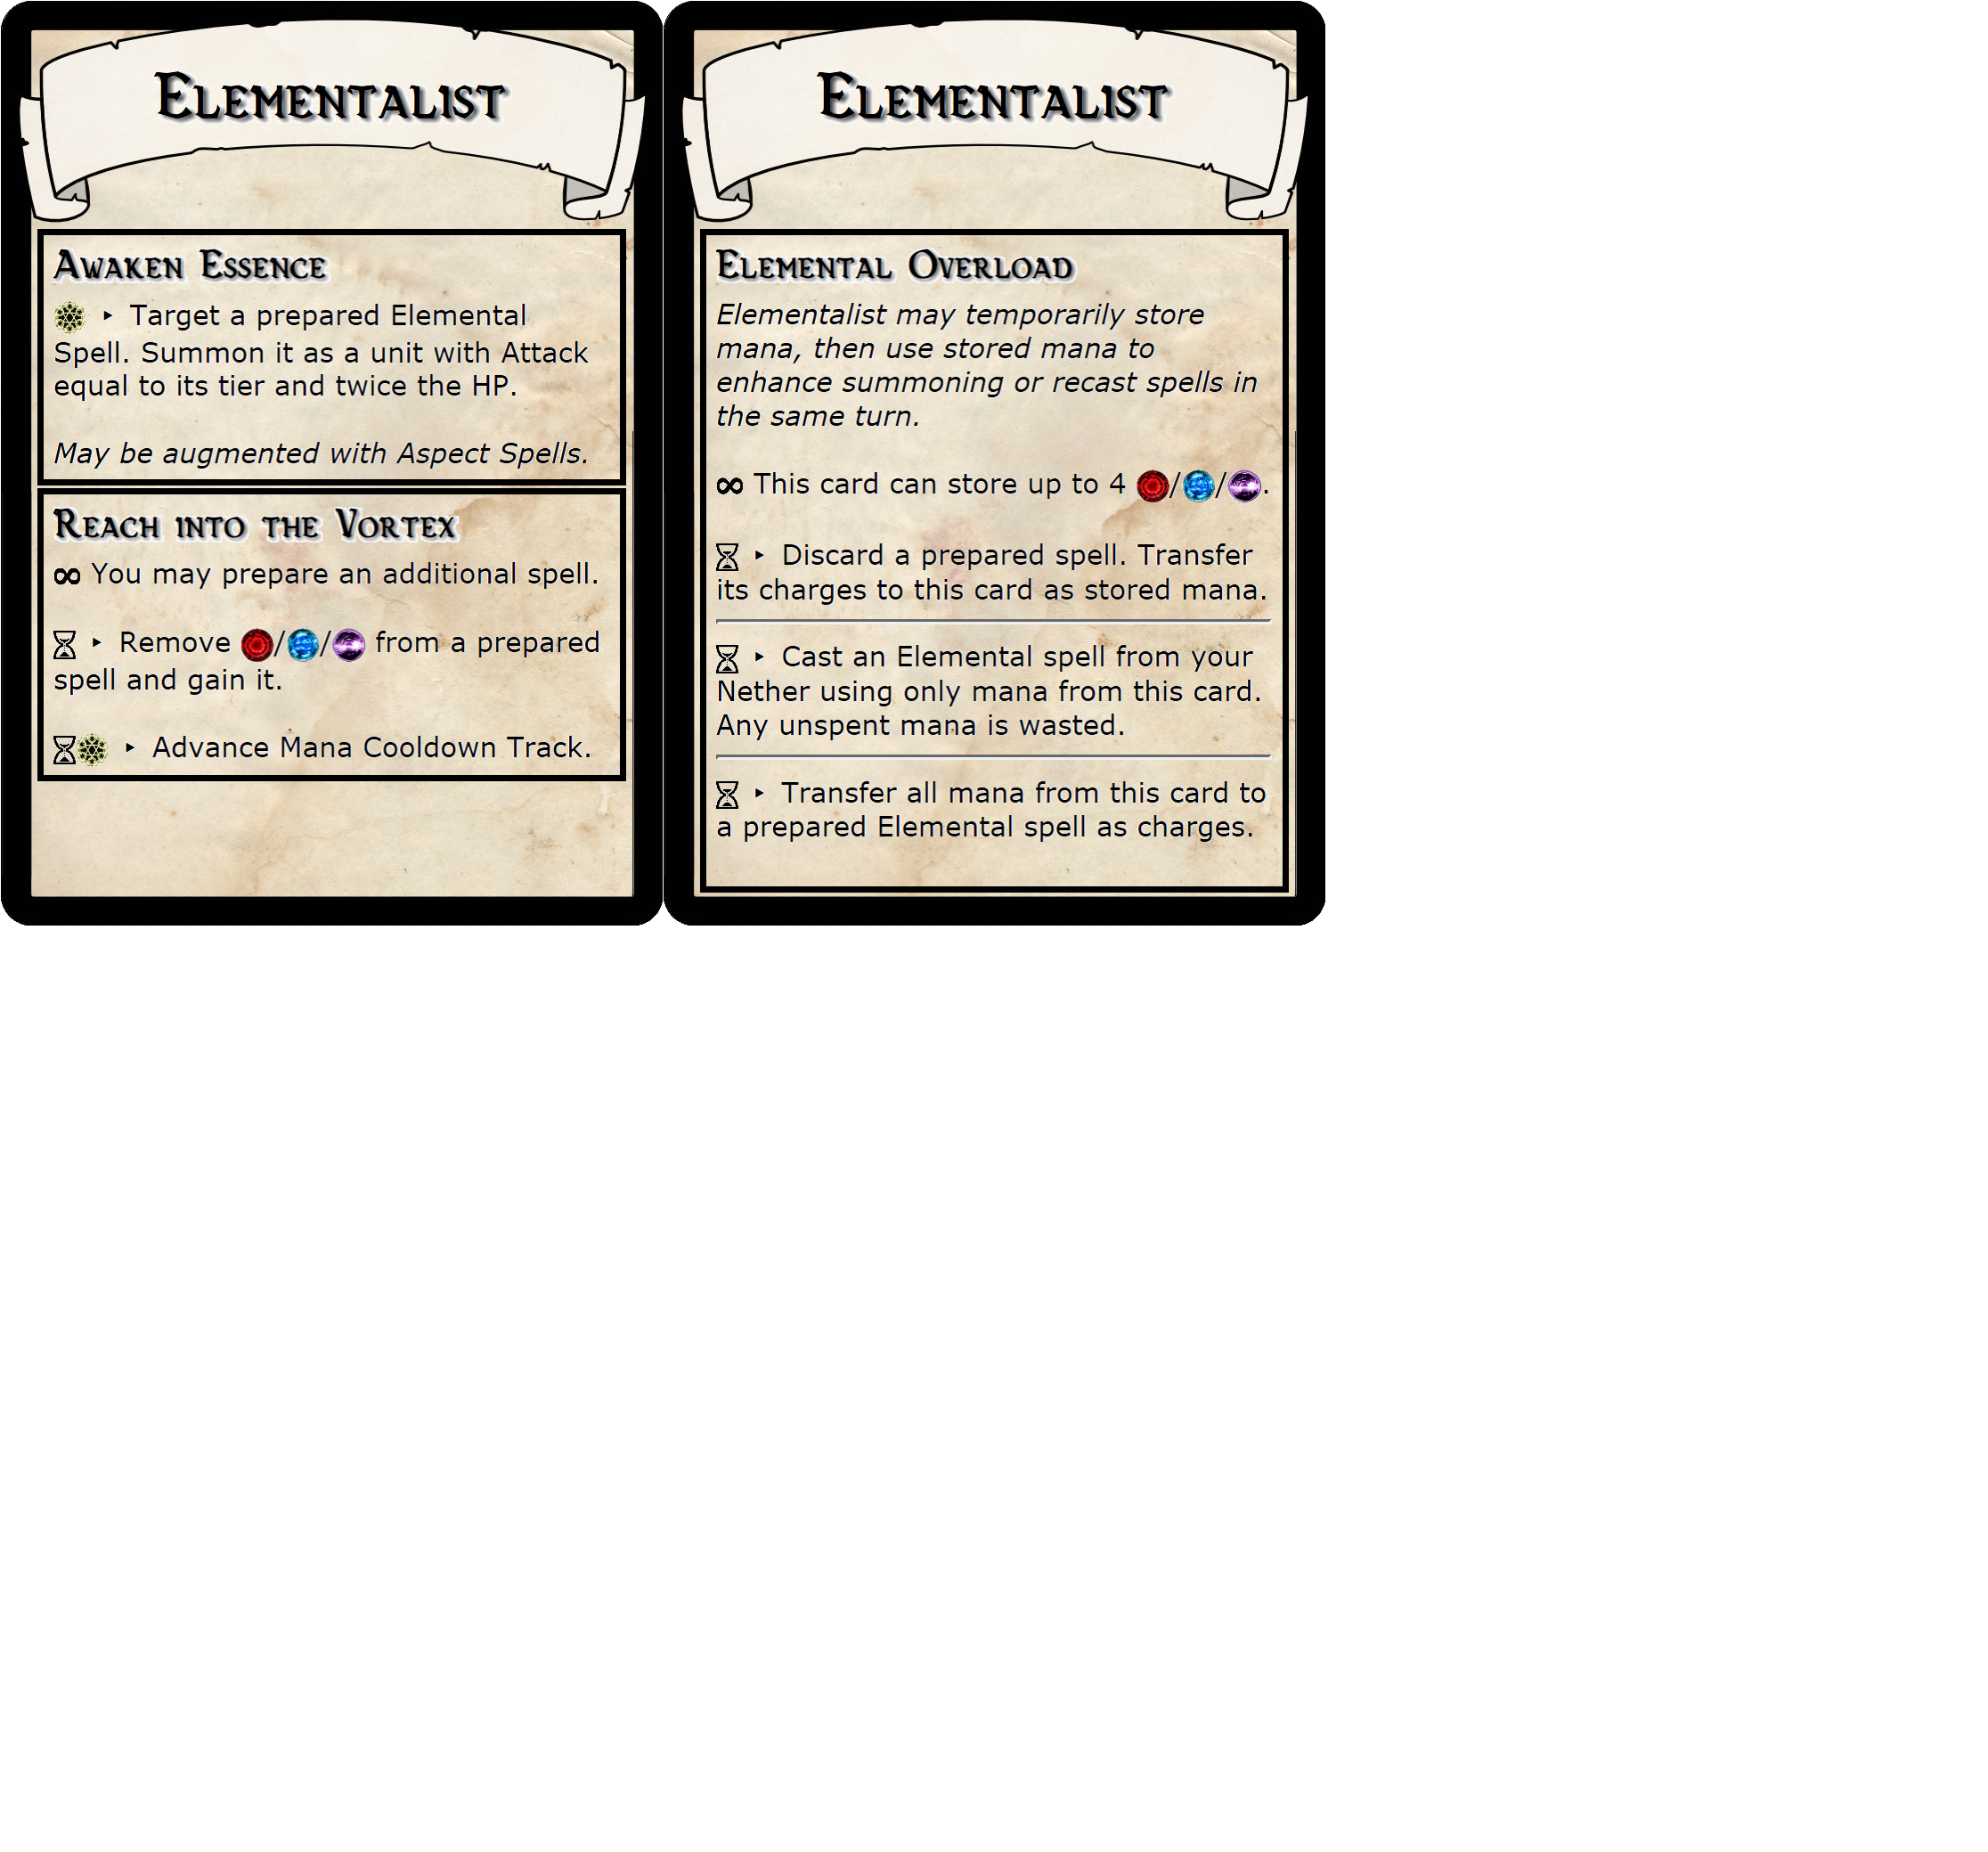 Elementalist
Awaken Essence
‣ Target a prepared Elemental
Spell. Summon it as a unit with Attack
equal to its tier and twice the HP.
May be augmented with Aspect Spells.
Reach into the Vortex
∞ You may prepare an additional spell.
‣ Remove / / from a prepared
spell and gain it.
‣ Advance Mana Cooldown Track.
Elementalist
Elemental Overload
Elementalist may temporarily store
mana, then use stored mana to
enhance summoning or recast spells in
the same turn.
∞ This card can store up to 4 / / .
‣ Discard a prepared spell. Transfer
its charges to this card as stored mana.
‣ Cast an Elemental spell from your
Nether using only mana from this card.
Any unspent mana is wasted.
‣ Transfer all mana from this card to
a prepared Elemental spell as charges.